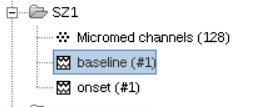 SZ1
Micromed channels (128)
baseline (#1)
onset (#1)